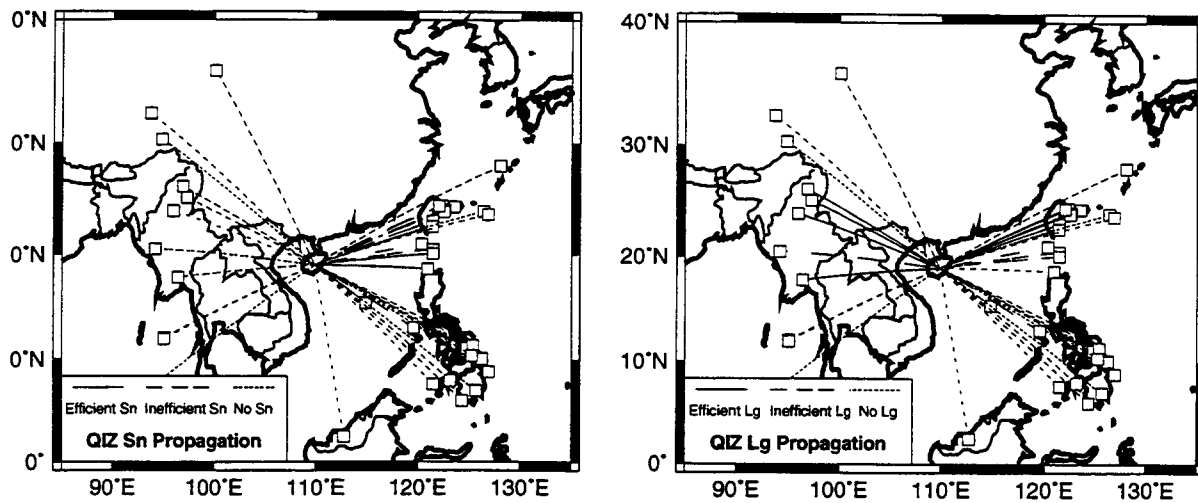 0°N
0°N
0°N
0°N
0°
Efficient Sn Inefficient Sn No Sn
QIZ Sn Propagation
90°E 100°E 110°E 120°E 130°E
40°N
30°N
20°N
10°N
0°
Efficient Lg Inefficient Lg No Lg
QIZ Lg Propagation
90°E 100°E 110°E 120°E 130°E